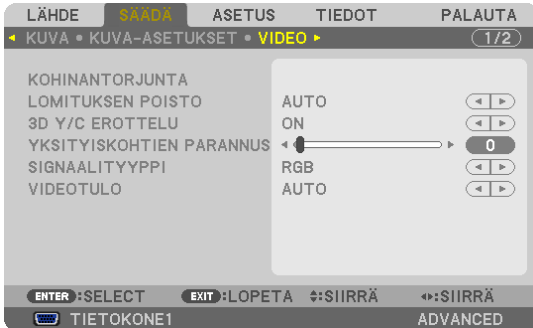 LÄHDE SÄÄDÄ ASETUS TIEDOT PALAUTA
KUVA • KUVA-ASETUKSET • VIDEO 1/2
KOHINANTORJUNTA
LOMITUKSEN POISTO AUTO
3D Y/C EROTTELU ON
YKSITYISKOHTIEN PARANNUS 0
SIGNAALITYYPPI RGB
VIDEOTULO AUTO
ENTER :SELECT EXIT :LOPETA :SIIRRÄ :SIIRRÄ
TIETOKONE1 ADVANCED